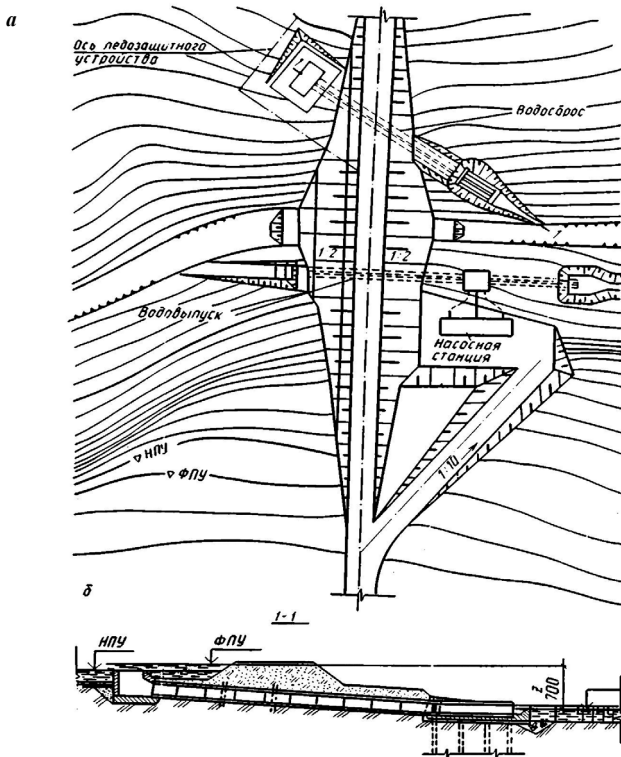 а
Ось ледозащитного
устройства
Водосброс
1
1:2 1:2
Водовыпуск
Насосная
станция
▽НПУ
▽ФПУ
1:10
б
1-1
НПУ ФПУ
z
700